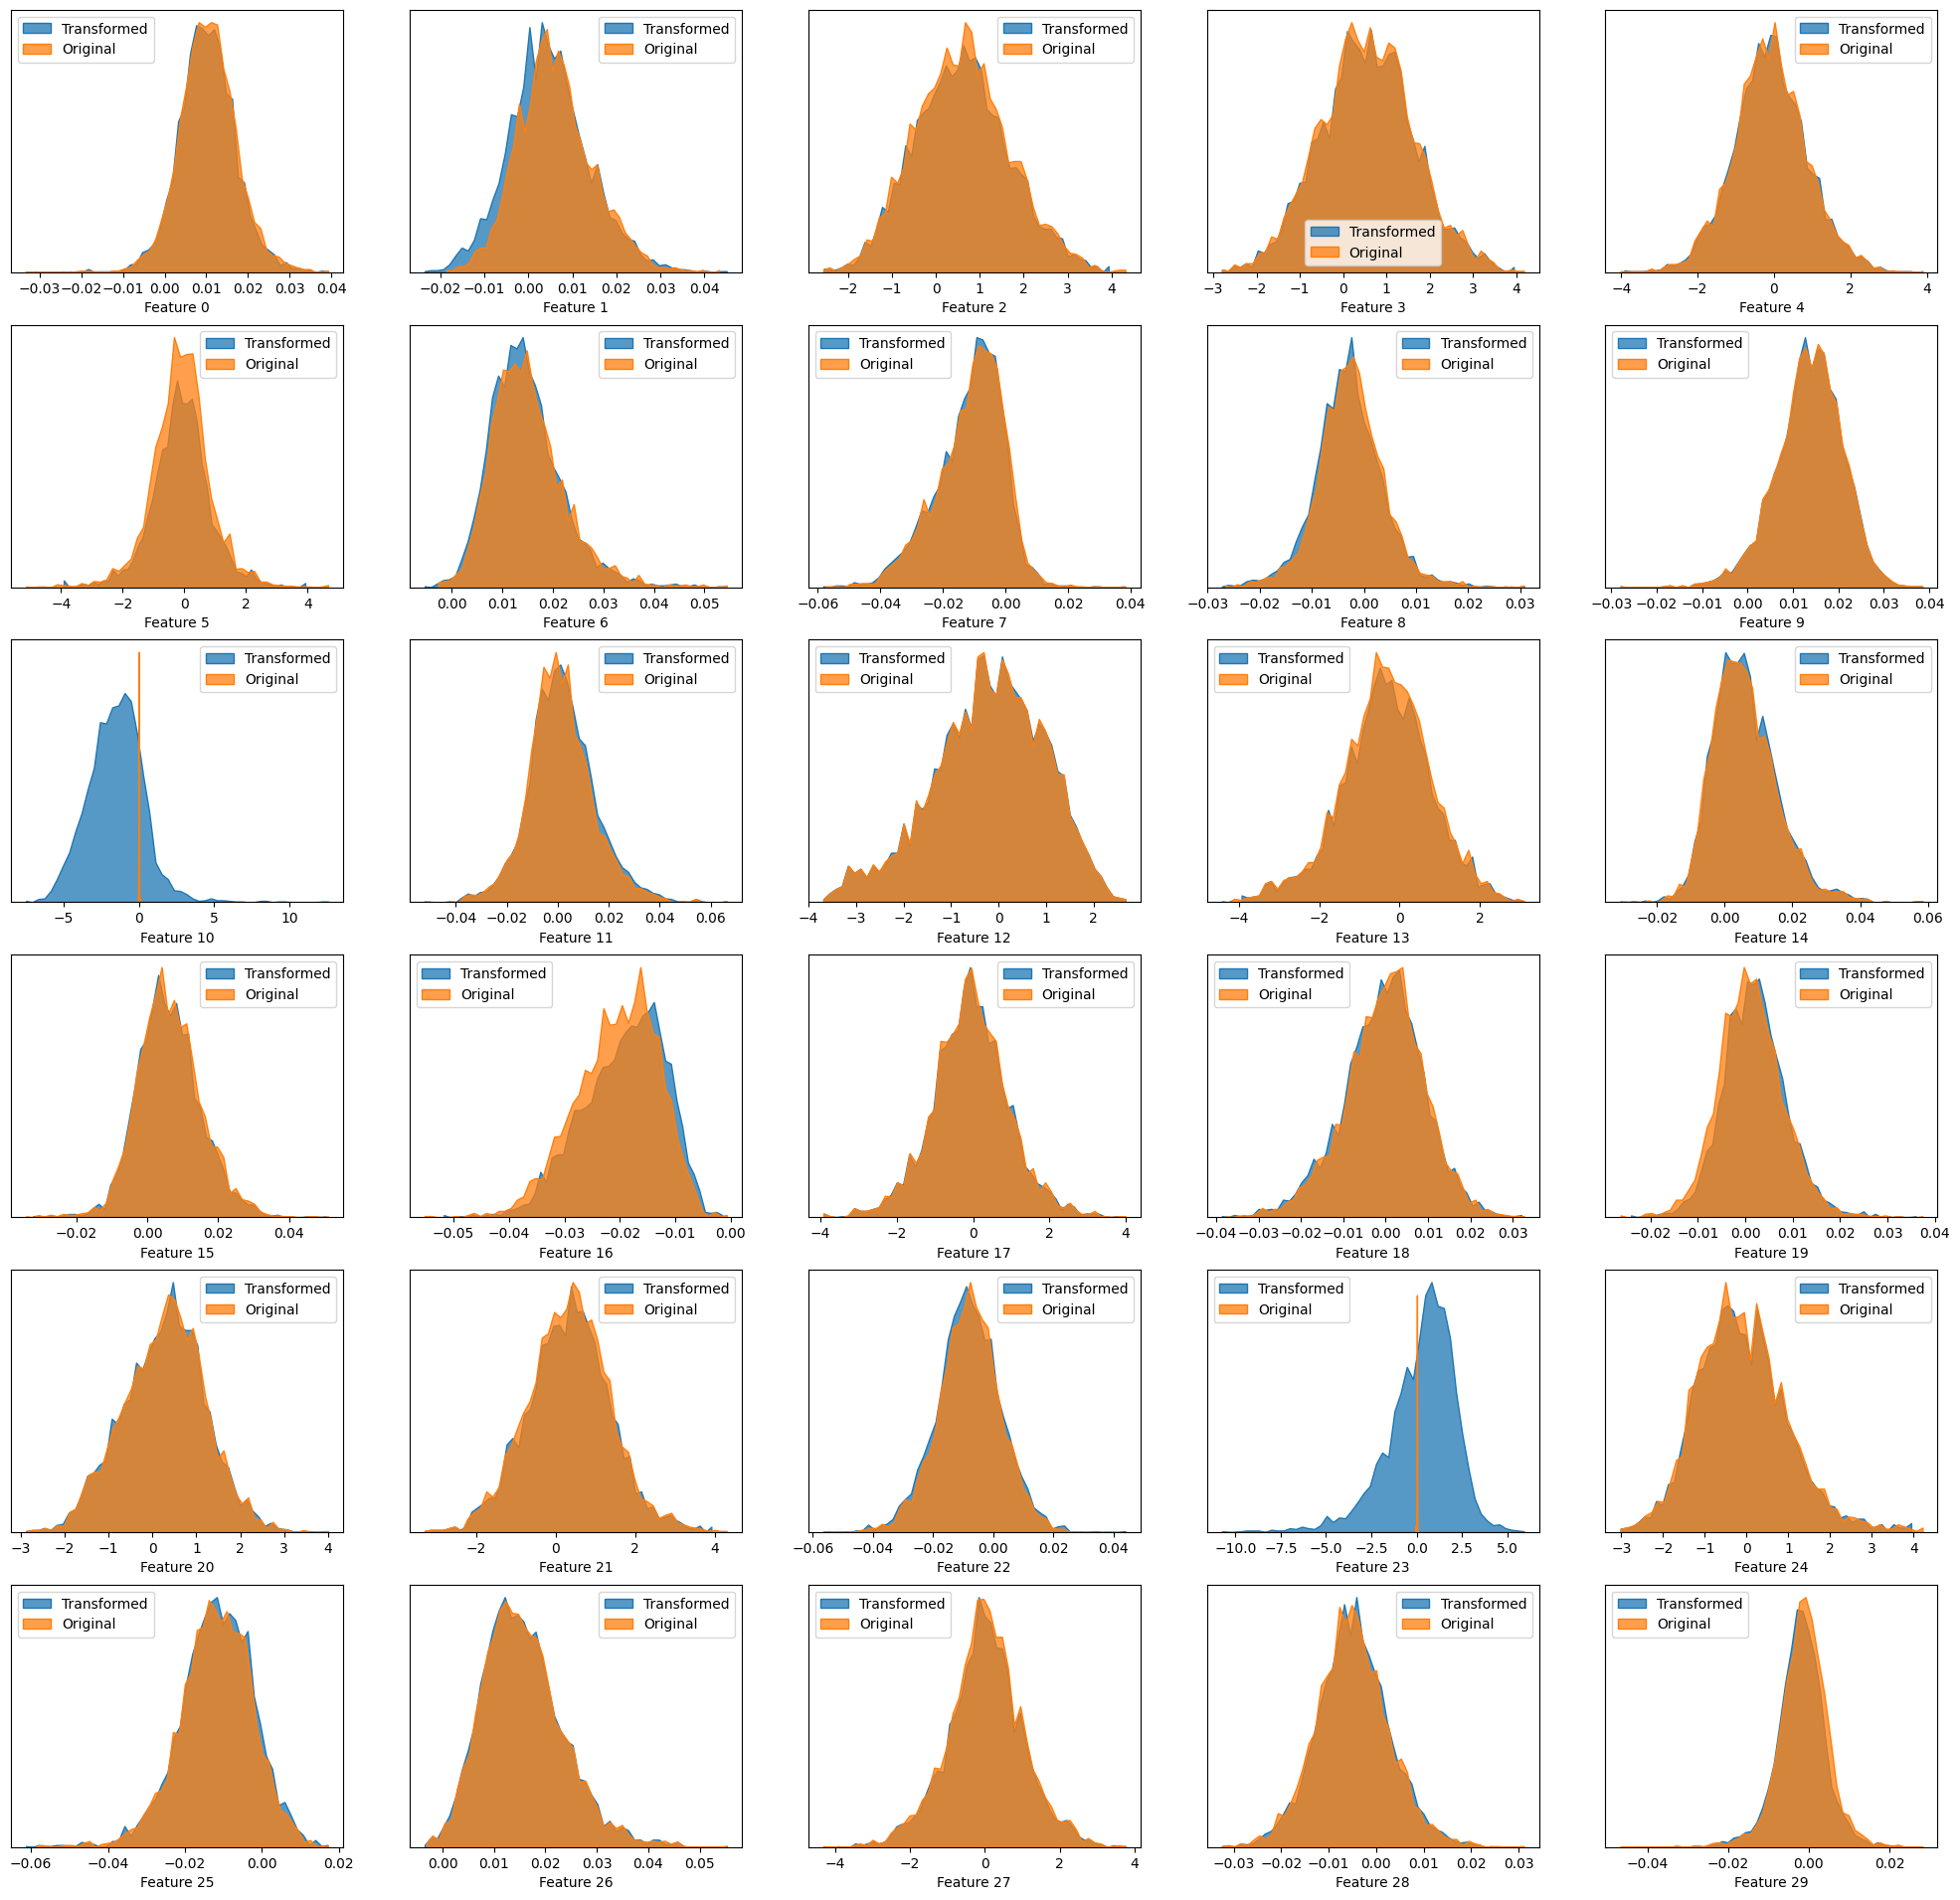 Transformed
Original
−0.03 −0.02 −0.01 0.00 0.01 0.02 0.03 0.04
Feature 0
Transformed
Original
−0.02 −0.01 0.00 0.01 0.02 0.03 0.04
Feature 1
Transformed
Original
−2 −1 0 1 2 3 4
Feature 2
Transformed
Original
−3 −2 −1 0 1 2 3 4
Feature 3
Transformed
Original
−4 −2 0 2 4
Feature 4
Transformed
Original
−4 −2 0 2 4
Feature 5
Transformed
Original
0.00 0.01 0.02 0.03 0.04 0.05
Feature 6
Transformed
Original
−0.06 −0.04 −0.02 0.00 0.02 0.04
Feature 7
Transformed
Original
−0.03 −0.02 −0.01 0.00 0.01 0.02 0.03
Feature 8
Transformed
Original
−0.03 −0.02 −0.01 0.00 0.01 0.02 0.03 0.04
Feature 9
Transformed
Original
−5 0 5 10
Feature 10
Transformed
Original
−0.04 −0.02 0.00 0.02 0.04 0.06
Feature 11
Transformed
Original
−4 −3 −2 −1 0 1 2
Feature 12
Transformed
Original
−4 −2 0 2
Feature 13
Transformed
Original
−0.02 0.00 0.02 0.04 0.06
Feature 14
Transformed
Original
−0.02 0.00 0.02 0.04
Feature 15
Transformed
Original
−0.05 −0.04 −0.03 −0.02 −0.01 0.00
Feature 16
Transformed
Original
−4 −2 0 2 4
Feature 17
Transformed
Original
−0.04 −0.03 −0.02 −0.01 0.00 0.01 0.02 0.03
Feature 18
Transformed
Original
−0.02 −0.01 0.00 0.01 0.02 0.03 0.04
Feature 19
Transformed
Original
−3 −2 −1 0 1 2 3 4
Feature 20
Transformed
Original
−2 0 2 4
Feature 21
Transformed
Original
−0.06 −0.04 −0.02 0.00 0.02 0.04
Feature 22
Transformed
Original
−10.0 −7.5 −5.0 −2.5 0.0 2.5 5.0
Feature 23
Transformed
Original
−3 −2 −1 0 1 2 3 4
Feature 24
Transformed
Original
−0.06 −0.04 −0.02 0.00 0.02
Feature 25
Transformed
Original
0.00 0.01 0.02 0.03 0.04 0.05
Feature 26
Transformed
Original
−4 −2 0 2 4
Feature 27
Transformed
Original
−0.03 −0.02 −0.01 0.00 0.01 0.02 0.03
Feature 28
Transformed
Original
−0.04 −0.02 0.00 0.02
Feature 29